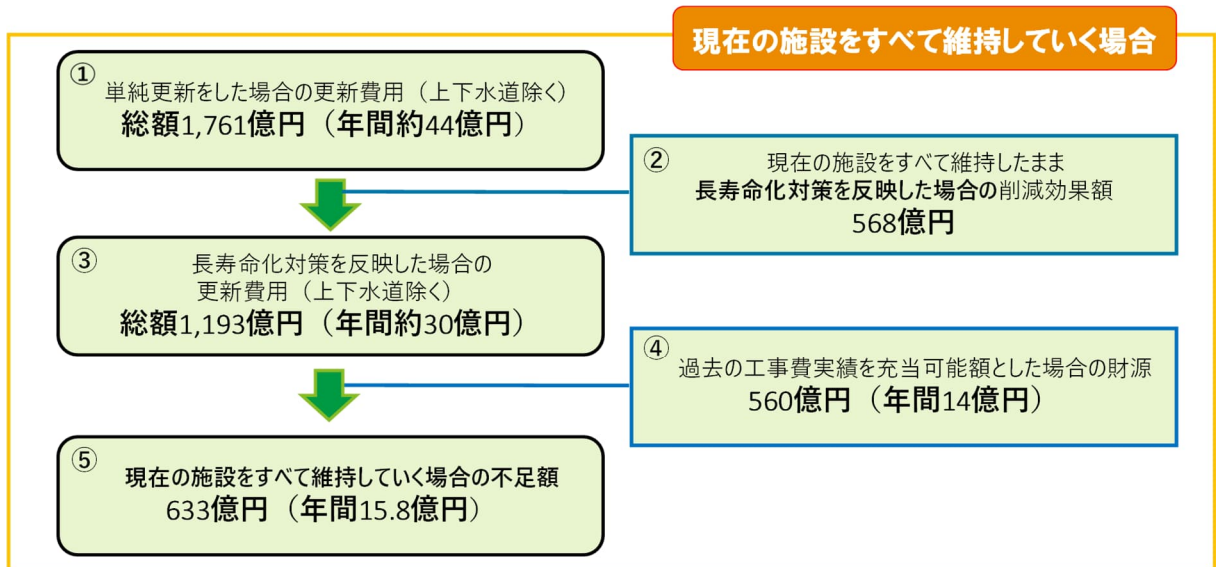 現在の施設をすべて維持していく場合
①
単純更新をした場合の更新費用（上下水道除く）
総額1,761億円（年間約44億円）
②
現在の施設をすべて維持したまま
長寿命化対策を反映した場合の削減効果額
568億円
③
長寿命化対策を反映した場合の
更新費用（上下水道除く）
総額1,193億円（年間約30億円）
④
過去の工事費実績を充当可能額とした場合の財源
560億円（年間14億円）
⑤
現在の施設をすべて維持していく場合の不足額
633億円（年間15.8億円）